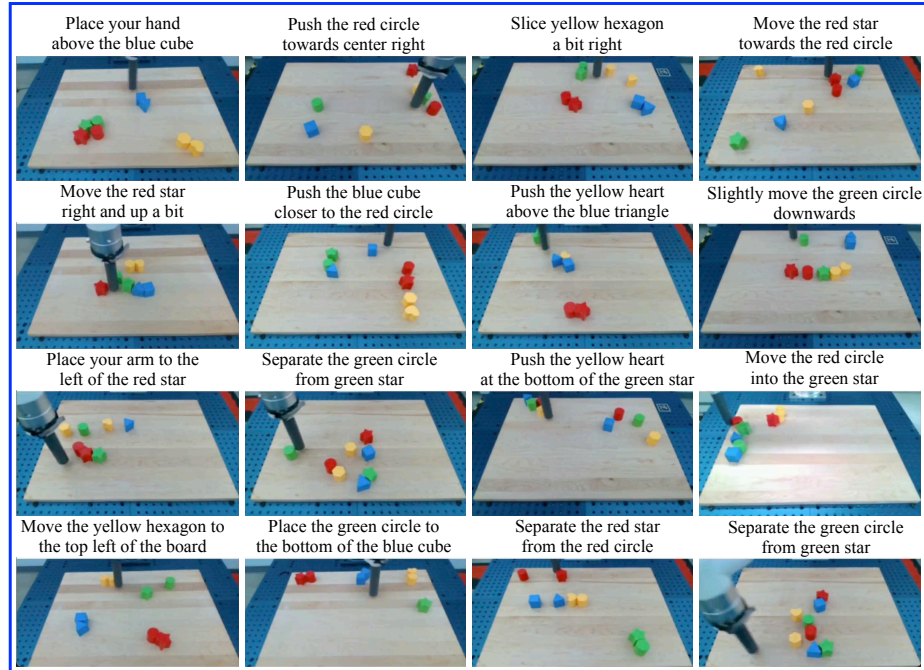 Place your hand
above the blue cube
Push the red circle
towards center right
Slice yellow hexagon
a bit right
Move the red star
towards the red circle
Move the red star
right and up a bit
Push the blue cube
closer to the red circle
Push the yellow heart
above the blue triangle
Slightly move the green circle
downwards
Place your arm to the
left of the red star
Separate the green circle
from green star
Push the yellow heart
at the bottom of the green star
Move the red circle
into the green star
Move the yellow hexagon to
the top left of the board
Place the green circle to
the bottom of the blue cube
Separate the red star
from the red circle
Separate the green circle
from green star